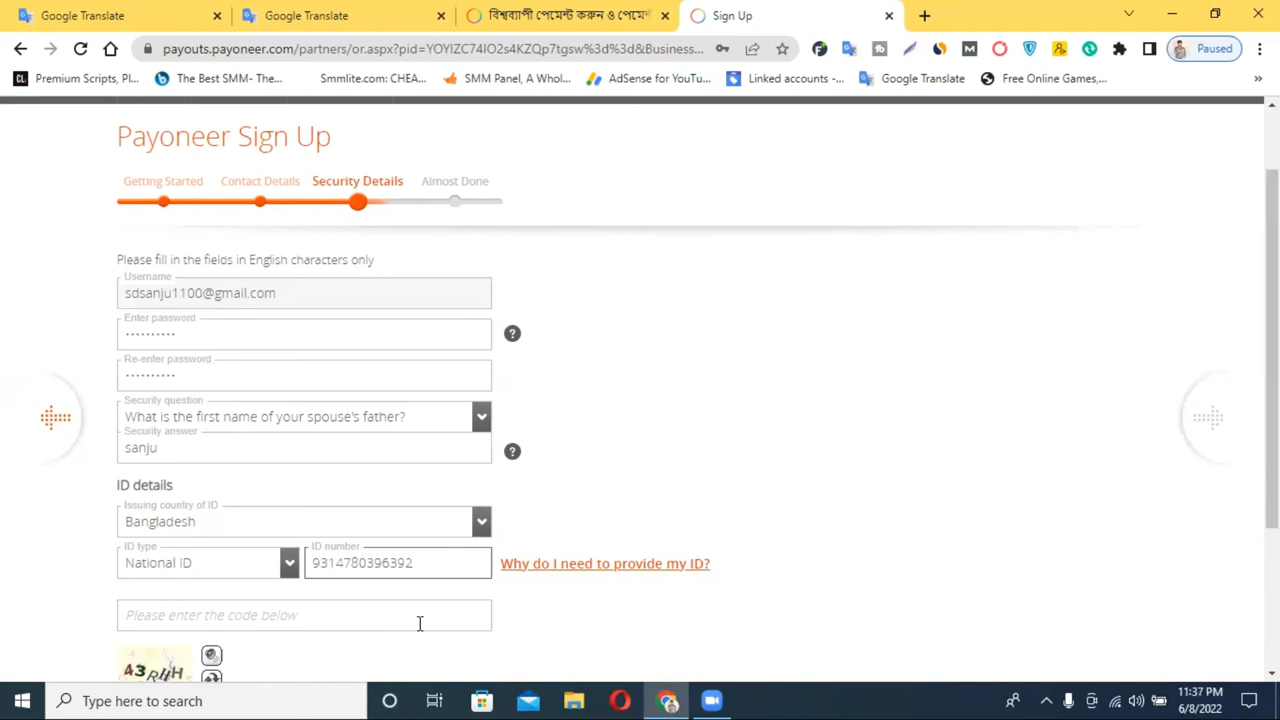 Google Translate
Google Translate
বিশ্বব্যাপী পেমেন্ট করুন ও পেমে
Sign Up
payouts.payoneer.com/partners/or.aspx?pid=YOYIZC74IO2s4KZQp7tgsw%3d%3d&Business...
Paused
Premium Scripts, Pl...
The Best SMM- The...
Smmlite.com: CHEA...
SMM Panel, A Whol...
AdSense for YouTu...
Linked accounts -...
Google Translate
Free Online Games,...
»
Payoneer Sign Up
Getting Started
Contact Details
Security Details
Almost Done
Please fill in the fields in English characters only
Username
sdsanju1100@gmail.com
Enter password
··········
?
Re-enter password
··········
Security question
What is the first name of your spouse's father?
Security answer
sanju
?
ID details
Issuing country of ID
Bangladesh
ID type
National ID
ID number
9314780396392
Why do I need to provide my ID?
Please enter the code below
Type here to search
11:37 PM
6/8/2022